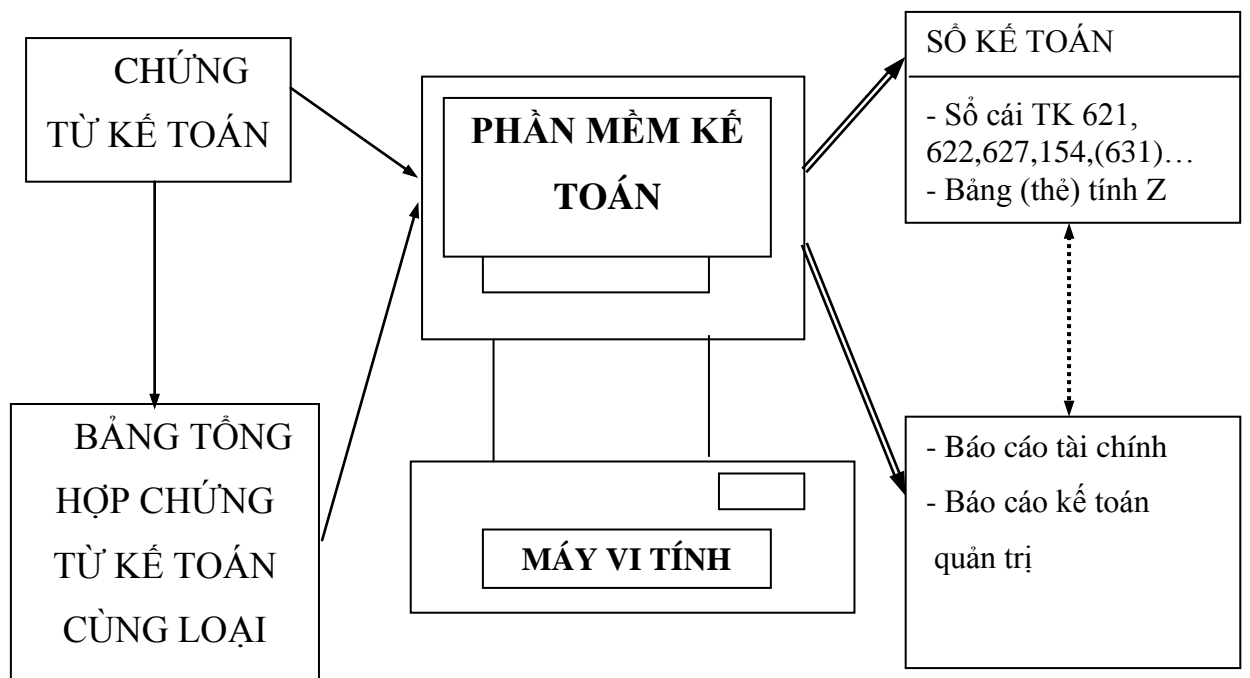 CHỨNG
TỪ KẾ TOÁN
BẢNG TỔNG
HỢP CHỨNG
TỪ KẾ TOÁN
CÙNG LOẠI
PHẦN MỀM KẾ
TOÁN
MÁY VI TÍNH
SỔ KẾ TOÁN
- Sổ cái TK 621,
622,627,154,(631)…
- Bảng (thẻ) tính Z
- Báo cáo tài chính
- Báo cáo kế toán
quản trị